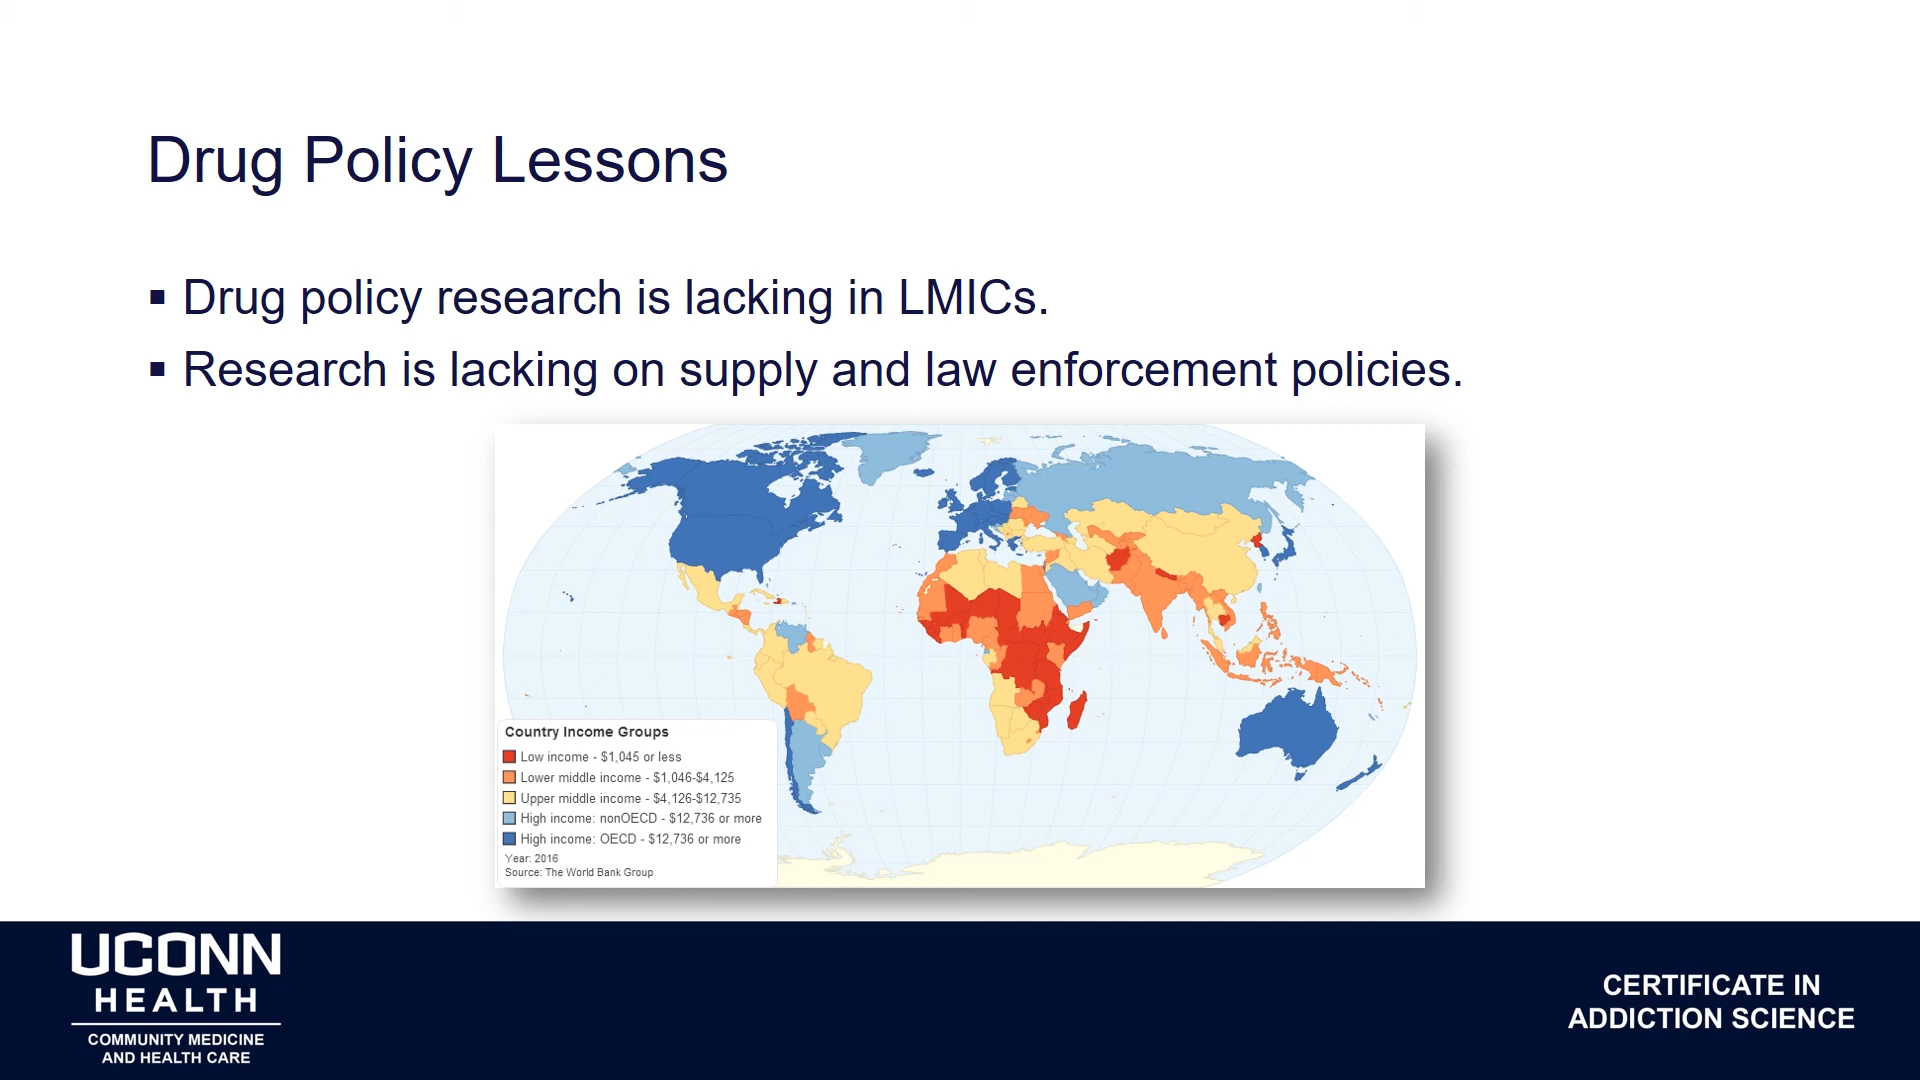 Drug Policy Lessons
▪ Drug policy research is lacking in LMICs.
▪ Research is lacking on supply and law enforcement policies.
Country Income Groups
Low income - $1,045 or less
Lower middle income - $1,046-$4,125
Upper middle income - $4,126-$12,735
High income: nonOECD - $12,736 or more
High income: OECD - $12,736 or more
Year: 2016
Source: The World Bank Group
UCONN
HEALTH
COMMUNITY MEDICINE
AND HEALTH CARE
CERTIFICATE IN
ADDICTION SCIENCE